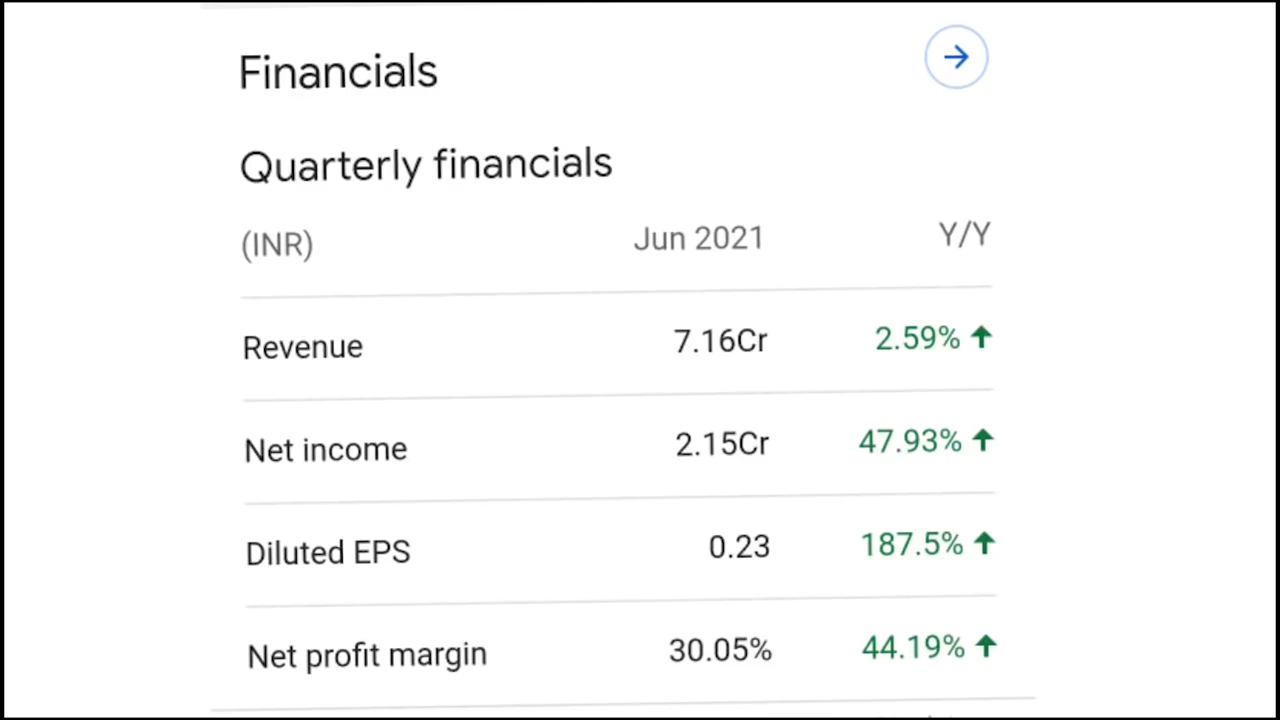 Financials
Quarterly financials
(INR) Jun 2021 Y/Y
Revenue 7.16Cr 2.59%
Net income 2.15Cr 47.93%
Diluted EPS 0.23 187.5%
Net profit margin 30.05% 44.19%